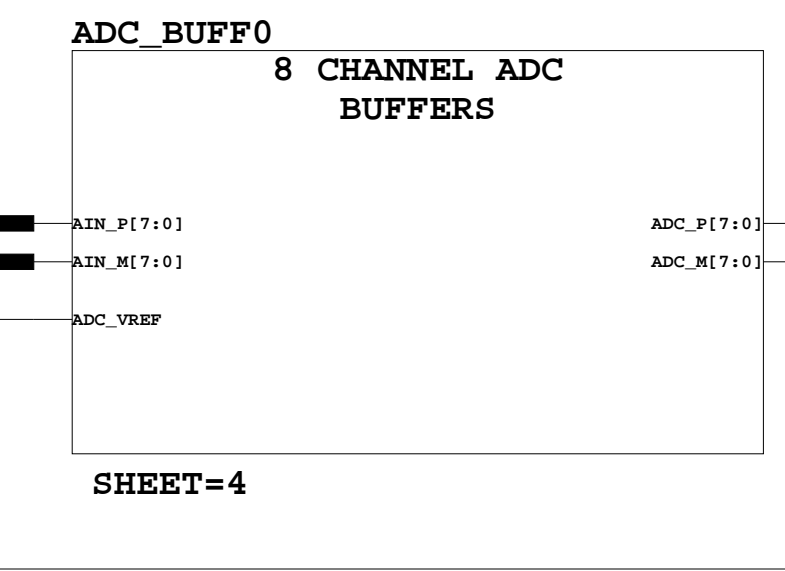 ADC_BUFF0
8 CHANNEL ADC
BUFFERS
AIN_P[7:0]
ADC_P[7:0]
AIN_M[7:0]
ADC_M[7:0]
ADC_VREF
SHEET=4